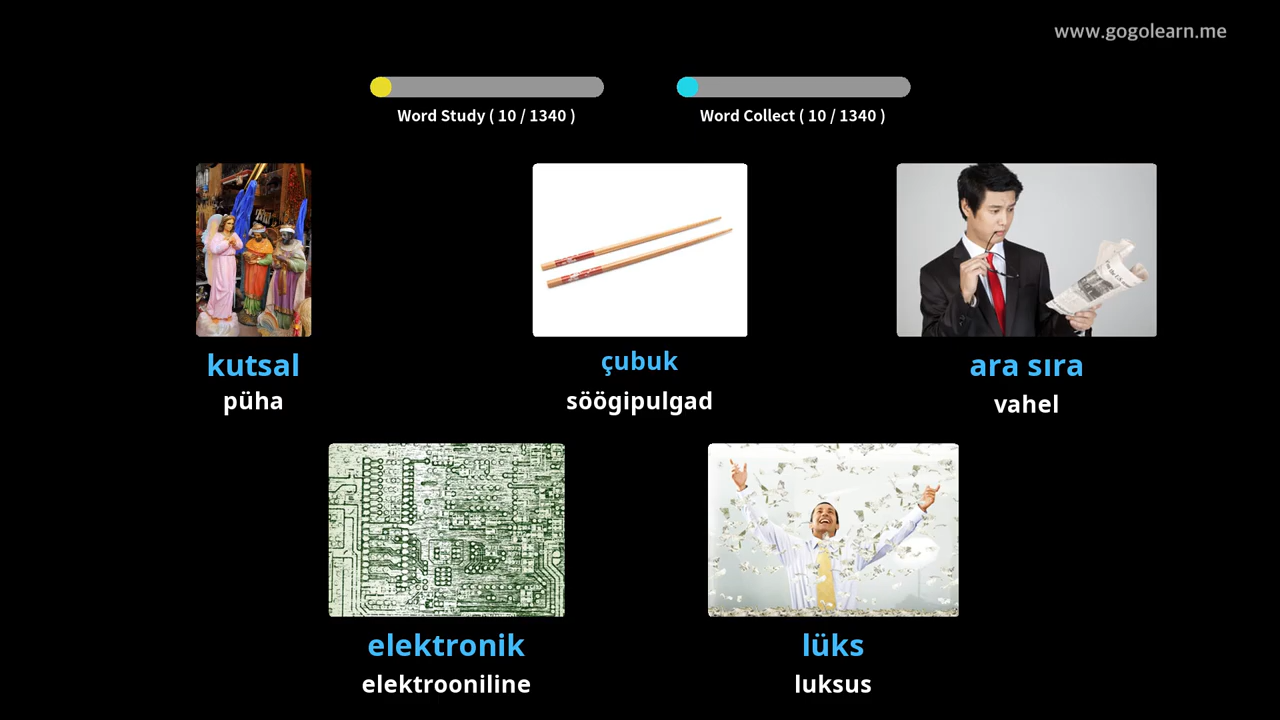 www.gogolearn.me
Word Study ( 10 / 1340 )
Word Collect ( 10 / 1340 )
kutsal
püha
çubuk
söögipulgad
ara sıra
vahel
elektronik
elektrooniline
lüks
luksus